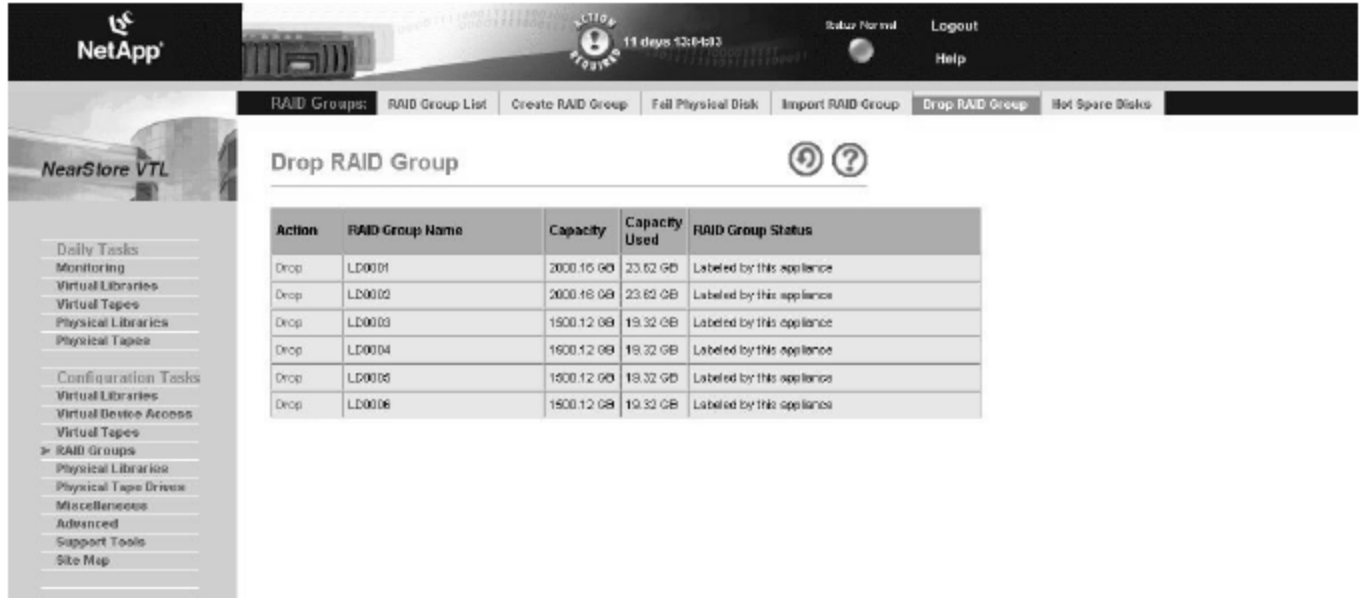 NetApp
ACTION REQUIRED
11 days 13:04:03
Status Normal
Logout
Help
RAID Groups: RAID Group List Create RAID Group Fail Physical Disk Import RAID Group Drop RAID Group Hot Spare Disks
NearStore VTL
Drop RAID Group
Action RAID Group Name Capacity Capacity Used RAID Group Status
Drop LD0001 2000.16 GB 23.62 GB Labeled by this appliance
Drop LD0002 2000.16 GB 23.62 GB Labeled by this appliance
Drop LD0003 1500.12 GB 19.32 GB Labeled by this appliance
Drop LD0004 1500.12 GB 19.32 GB Labeled by this appliance
Drop LD0005 1500.12 GB 19.32 GB Labeled by this appliance
Drop LD0006 1500.12 GB 19.32 GB Labeled by this appliance
Daily Tasks
Monitoring
Virtual Libraries
Virtual Tapes
Physical Libraries
Physical Tapes
Configuration Tasks
Virtual Libraries
Virtual Device Access
Virtual Tapes
RAID Groups
Physical Libraries
Physical Tape Drives
Miscellaneous
Advanced
Support Tools
Site Map